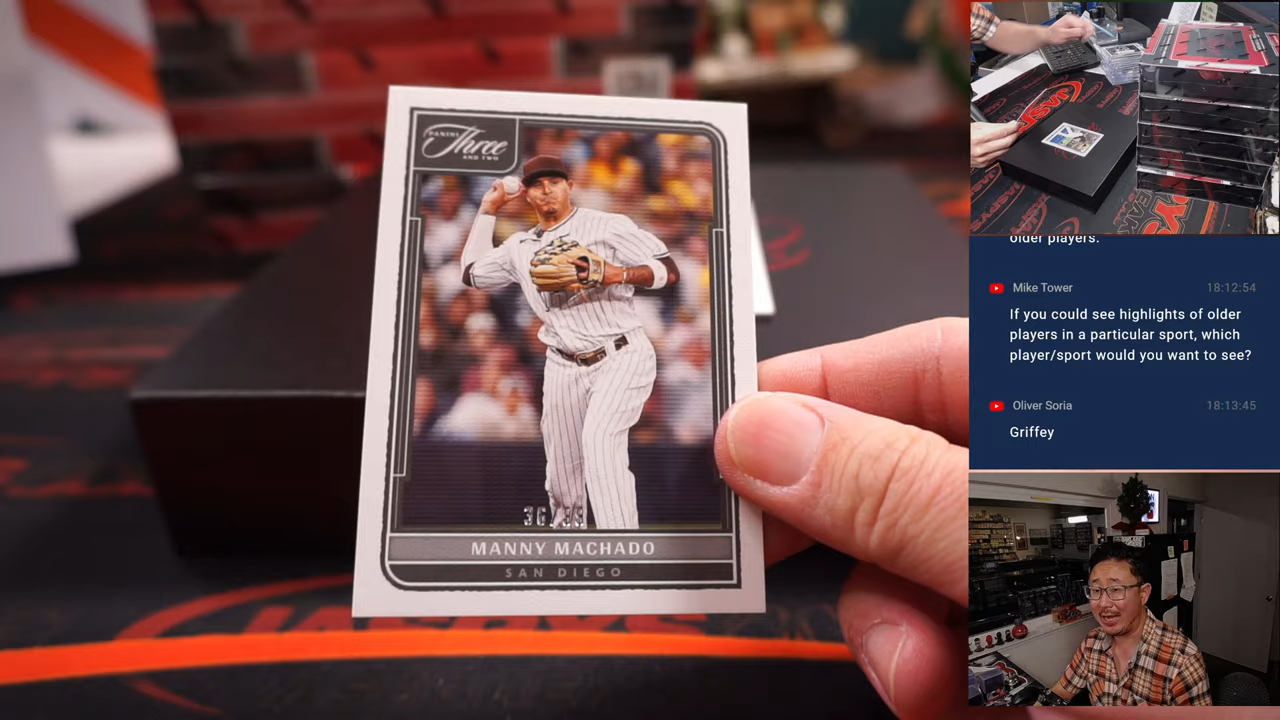 PANINI
Three
AND TWO
MANNY MACHADO
SAN DIEGO
older players.
Mike Tower 18:12:54
If you could see highlights of older
players in a particular sport, which
player/sport would you want to see?
Oliver Soria 18:13:45
Griffey